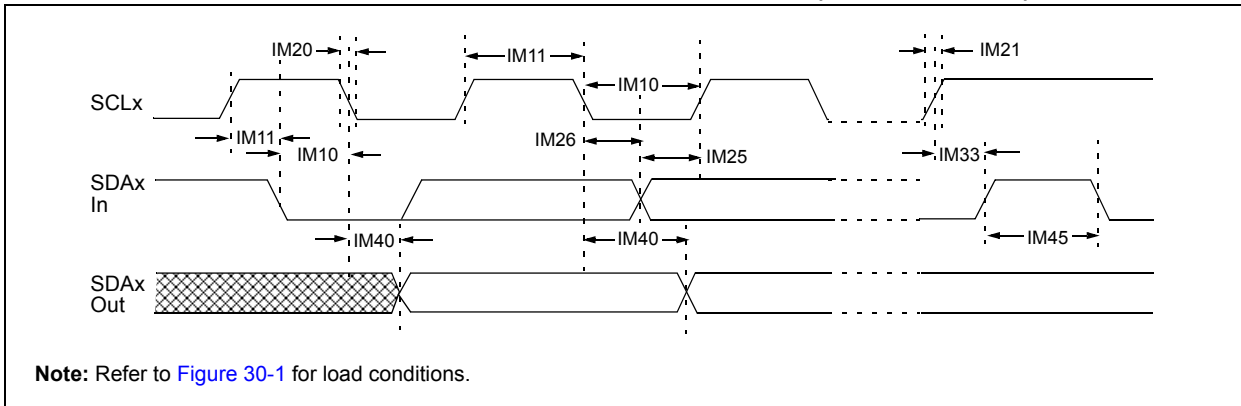 IM20
IM11
IM21
IM10
SCLx
IM11
IM26
IM10
IM25
IM33
SDAx
In
IM40
IM40
IM45
SDAx
Out
Note: Refer to Figure 30-1 for load conditions.